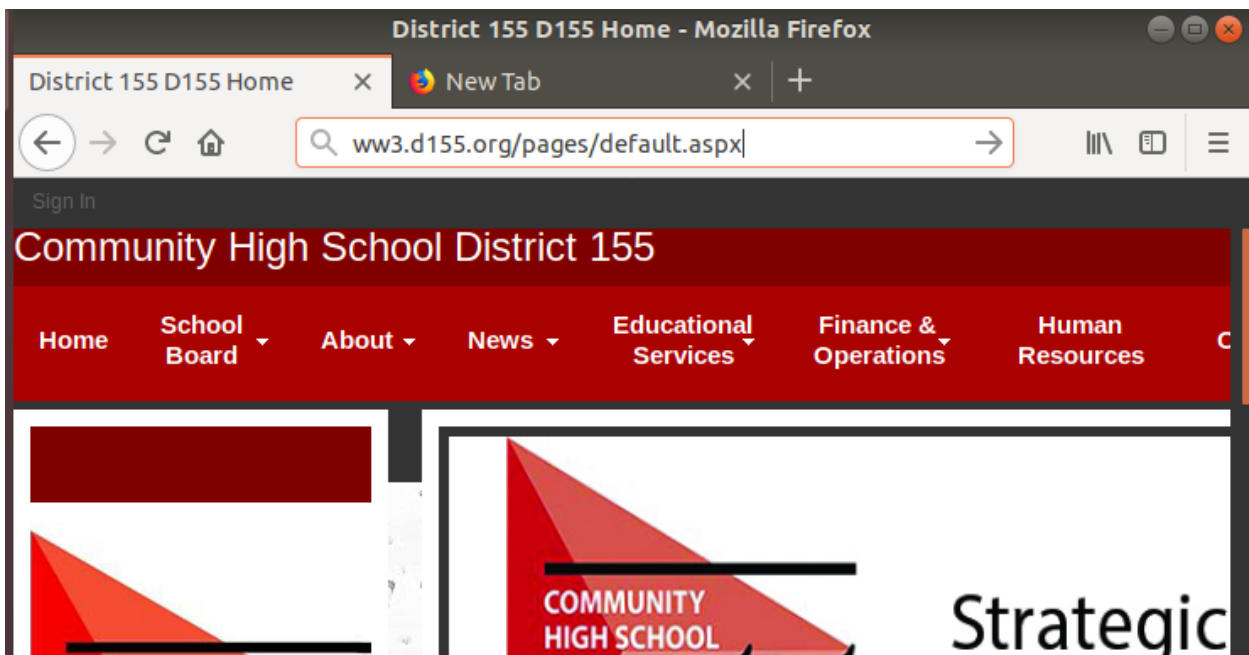 District 155 D155 Home - Mozilla Firefox
District 155 D155 Home
New Tab
ww3.d155.org/pages/default.aspx
Sign In
Community High School District 155
Home
School
Board
About
News
Educational
Services
Finance &
Operations
Human
Resources
COMMUNITY
HIGH SCHOOL
Strategic